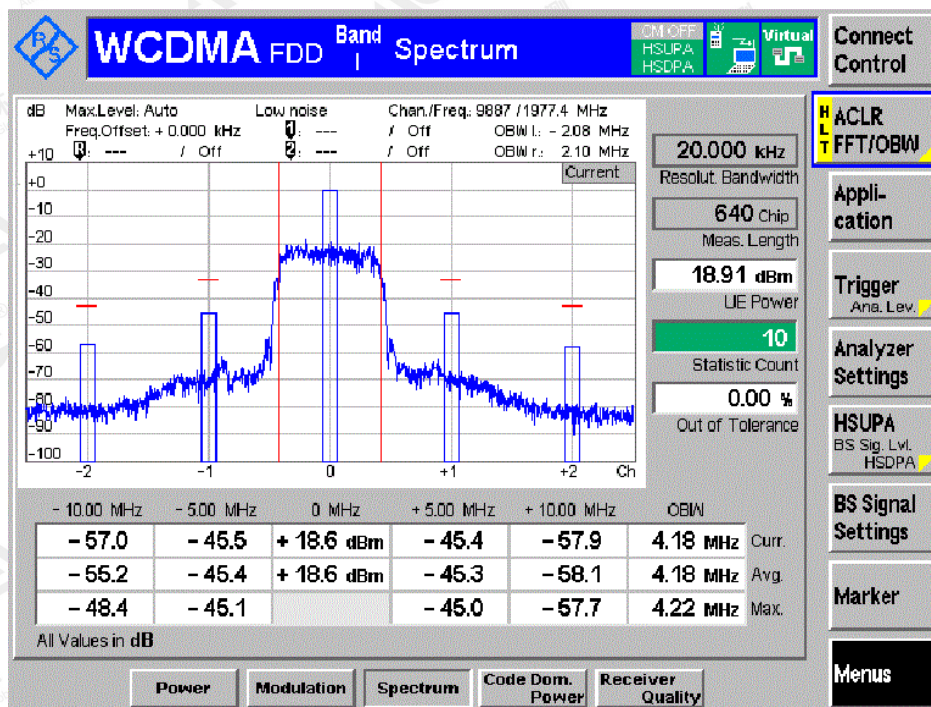 R&S
WCDMA FDD Band I Spectrum
CM OFF
HSUPA
HSDPA
Virtual
Connect Control
dB Max.Level: Auto Low noise Chan./Freq.: 9887 / 1977.4 MHz
Freq.Offset: + 0.000 kHz 1: --- / Off OBW l.: - 2.08 MHz
R: --- / Off 2: --- / Off OBW r.: 2.10 MHz
+10
Current
+0
-10
-20
-30
-40
-50
-60
-70
-80
-90
-100
-2 -1 0 +1 +2 Ch
20.000 kHz
Resolut. Bandwidth
640 Chip
Meas. Length
18.91 dBm
UE Power
10
Statistic Count
0.00 %
Out of Tolerance
- 10.00 MHz - 5.00 MHz 0 MHz + 5.00 MHz + 10.00 MHz OBW
- 57.0 - 45.5 + 18.6 dBm - 45.4 - 57.9 4.18 MHz Curr.
- 55.2 - 45.4 + 18.6 dBm - 45.3 - 58.1 4.18 MHz Avg.
- 48.4 - 45.1 - 45.0 - 57.7 4.22 MHz Max.
All Values in dB
HLT
ACLR
FFT/OBW
Appli-
cation
Trigger
Ana. Lev.
Analyzer
Settings
HSUPA
BS Sig. Lvl.
HSDPA
BS Signal
Settings
Marker
Menus
Power
Modulation
Spectrum
Code Dom.
Power
Receiver
Quality